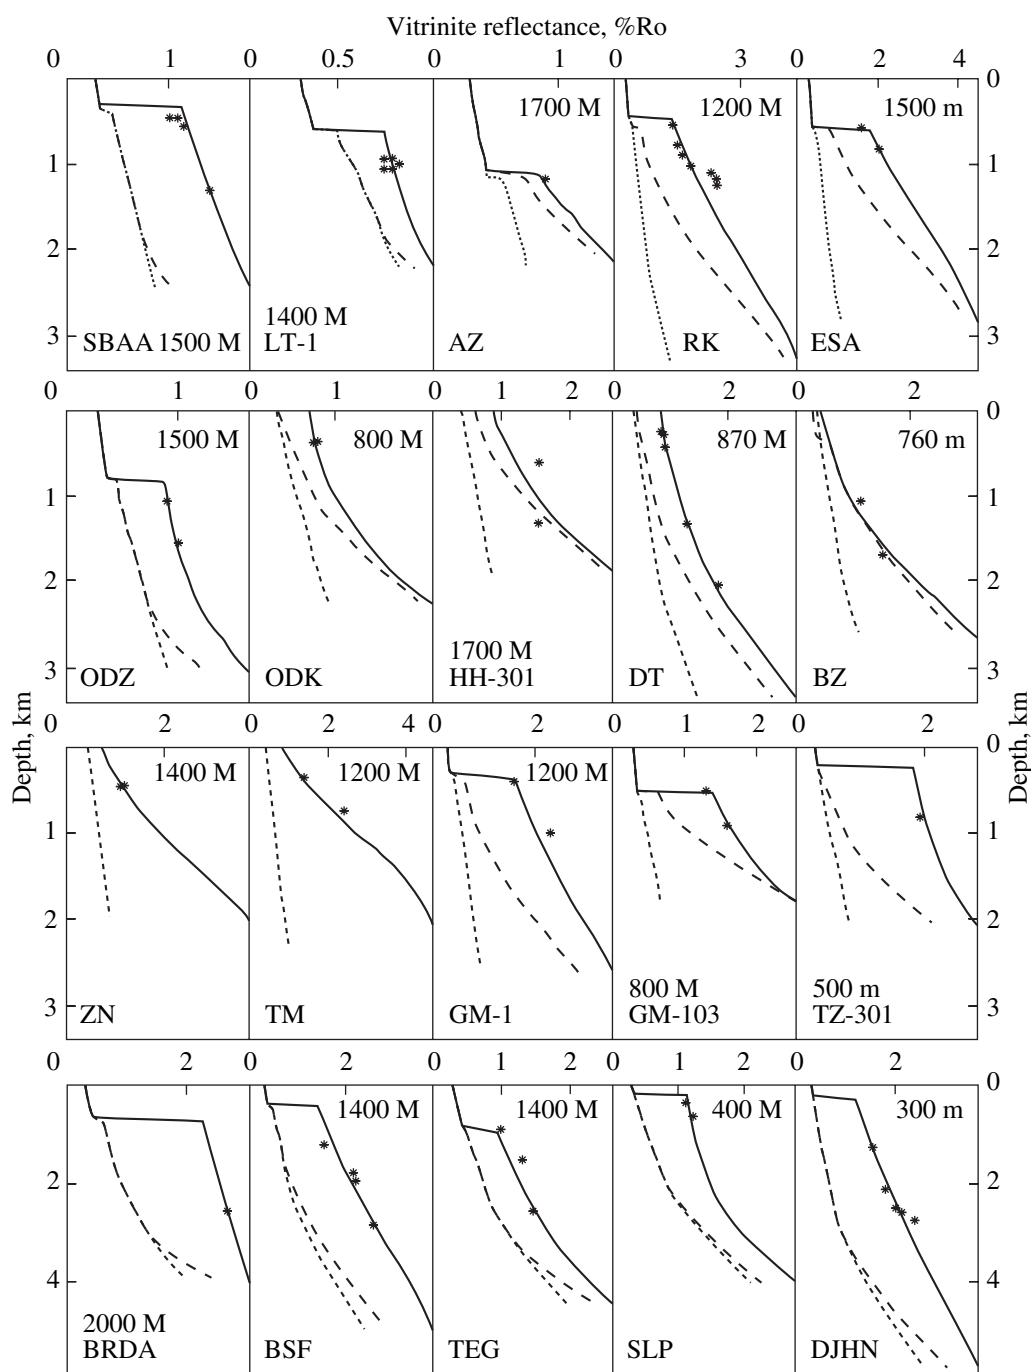 Vitrinite reflectance, %Ro
0 1 0 0.5 0 1 0 3 0 2 4
0
1700 M 1200 M 1500 m
1 1
2 2
1400 M
3 SBAA 1500 M LT-1 AZ RK ESA 3
0 1 0 1 0 1 2 0 2 0 2
0
1500 M 800 M 870 M 760 m
1 1
2 2
1700 M
3 ODZ ODK HH-301 DT BZ 3
0 2 0 2 4 0 2 0 1 2 0 2
0
1400 M 1200 M 1200 M
1 1
2 2
800 M 500 m
3 ZN TM GM-1 GM-103 TZ-301 3
Depth, km
Depth, km
0 2 0 2 0 1 2 0 1 2 0 2
0
1400 M 1400 M 400 M 300 m
2 2
4 4
2000 M
BRDA BSF TEG SLP DJHN